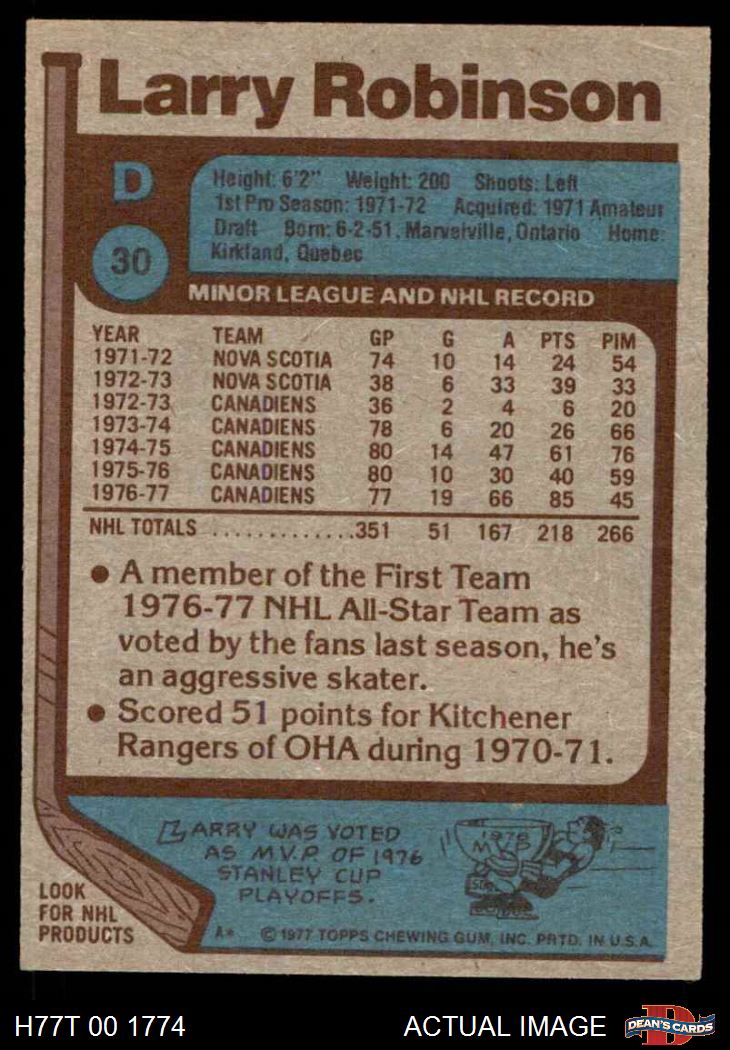 Larry Robinson
D
30
Height: 6'2" Weight: 200 Shoots: Left
1st Pro Season: 1971-72 Acquired: 1971 Amateur
Draft Born: 6-2-51, Marvelville, Ontario Home:
Kirkland, Quebec
MINOR LEAGUE AND NHL RECORD
YEAR TEAM GP G A PTS PIM
1971-72 NOVA SCOTIA 74 10 14 24 54
1972-73 NOVA SCOTIA 38 6 33 39 33
1972-73 CANADIENS 36 2 4 6 20
1973-74 CANADIENS 78 6 20 26 66
1974-75 CANADIENS 80 14 47 61 76
1975-76 CANADIENS 80 10 30 40 59
1976-77 CANADIENS 77 19 66 85 45
NHL TOTALS .............351 51 167 218 266
• A member of the First Team
1976-77 NHL All-Star Team as
voted by the fans last season, he's
an aggressive skater.
• Scored 51 points for Kitchener
Rangers of OHA during 1970-71.
LARRY WAS VOTED
AS M.V.P. OF 1976
STANLEY CUP
PLAYOFFS.
1976
M.V.P.
LOOK
FOR NHL
PRODUCTS
A* © 1977 TOPPS CHEWING GUM, INC. PRTD. IN U.S.A.
H77T 00 1774 ACTUAL IMAGE
D
DEAN'S CARDS